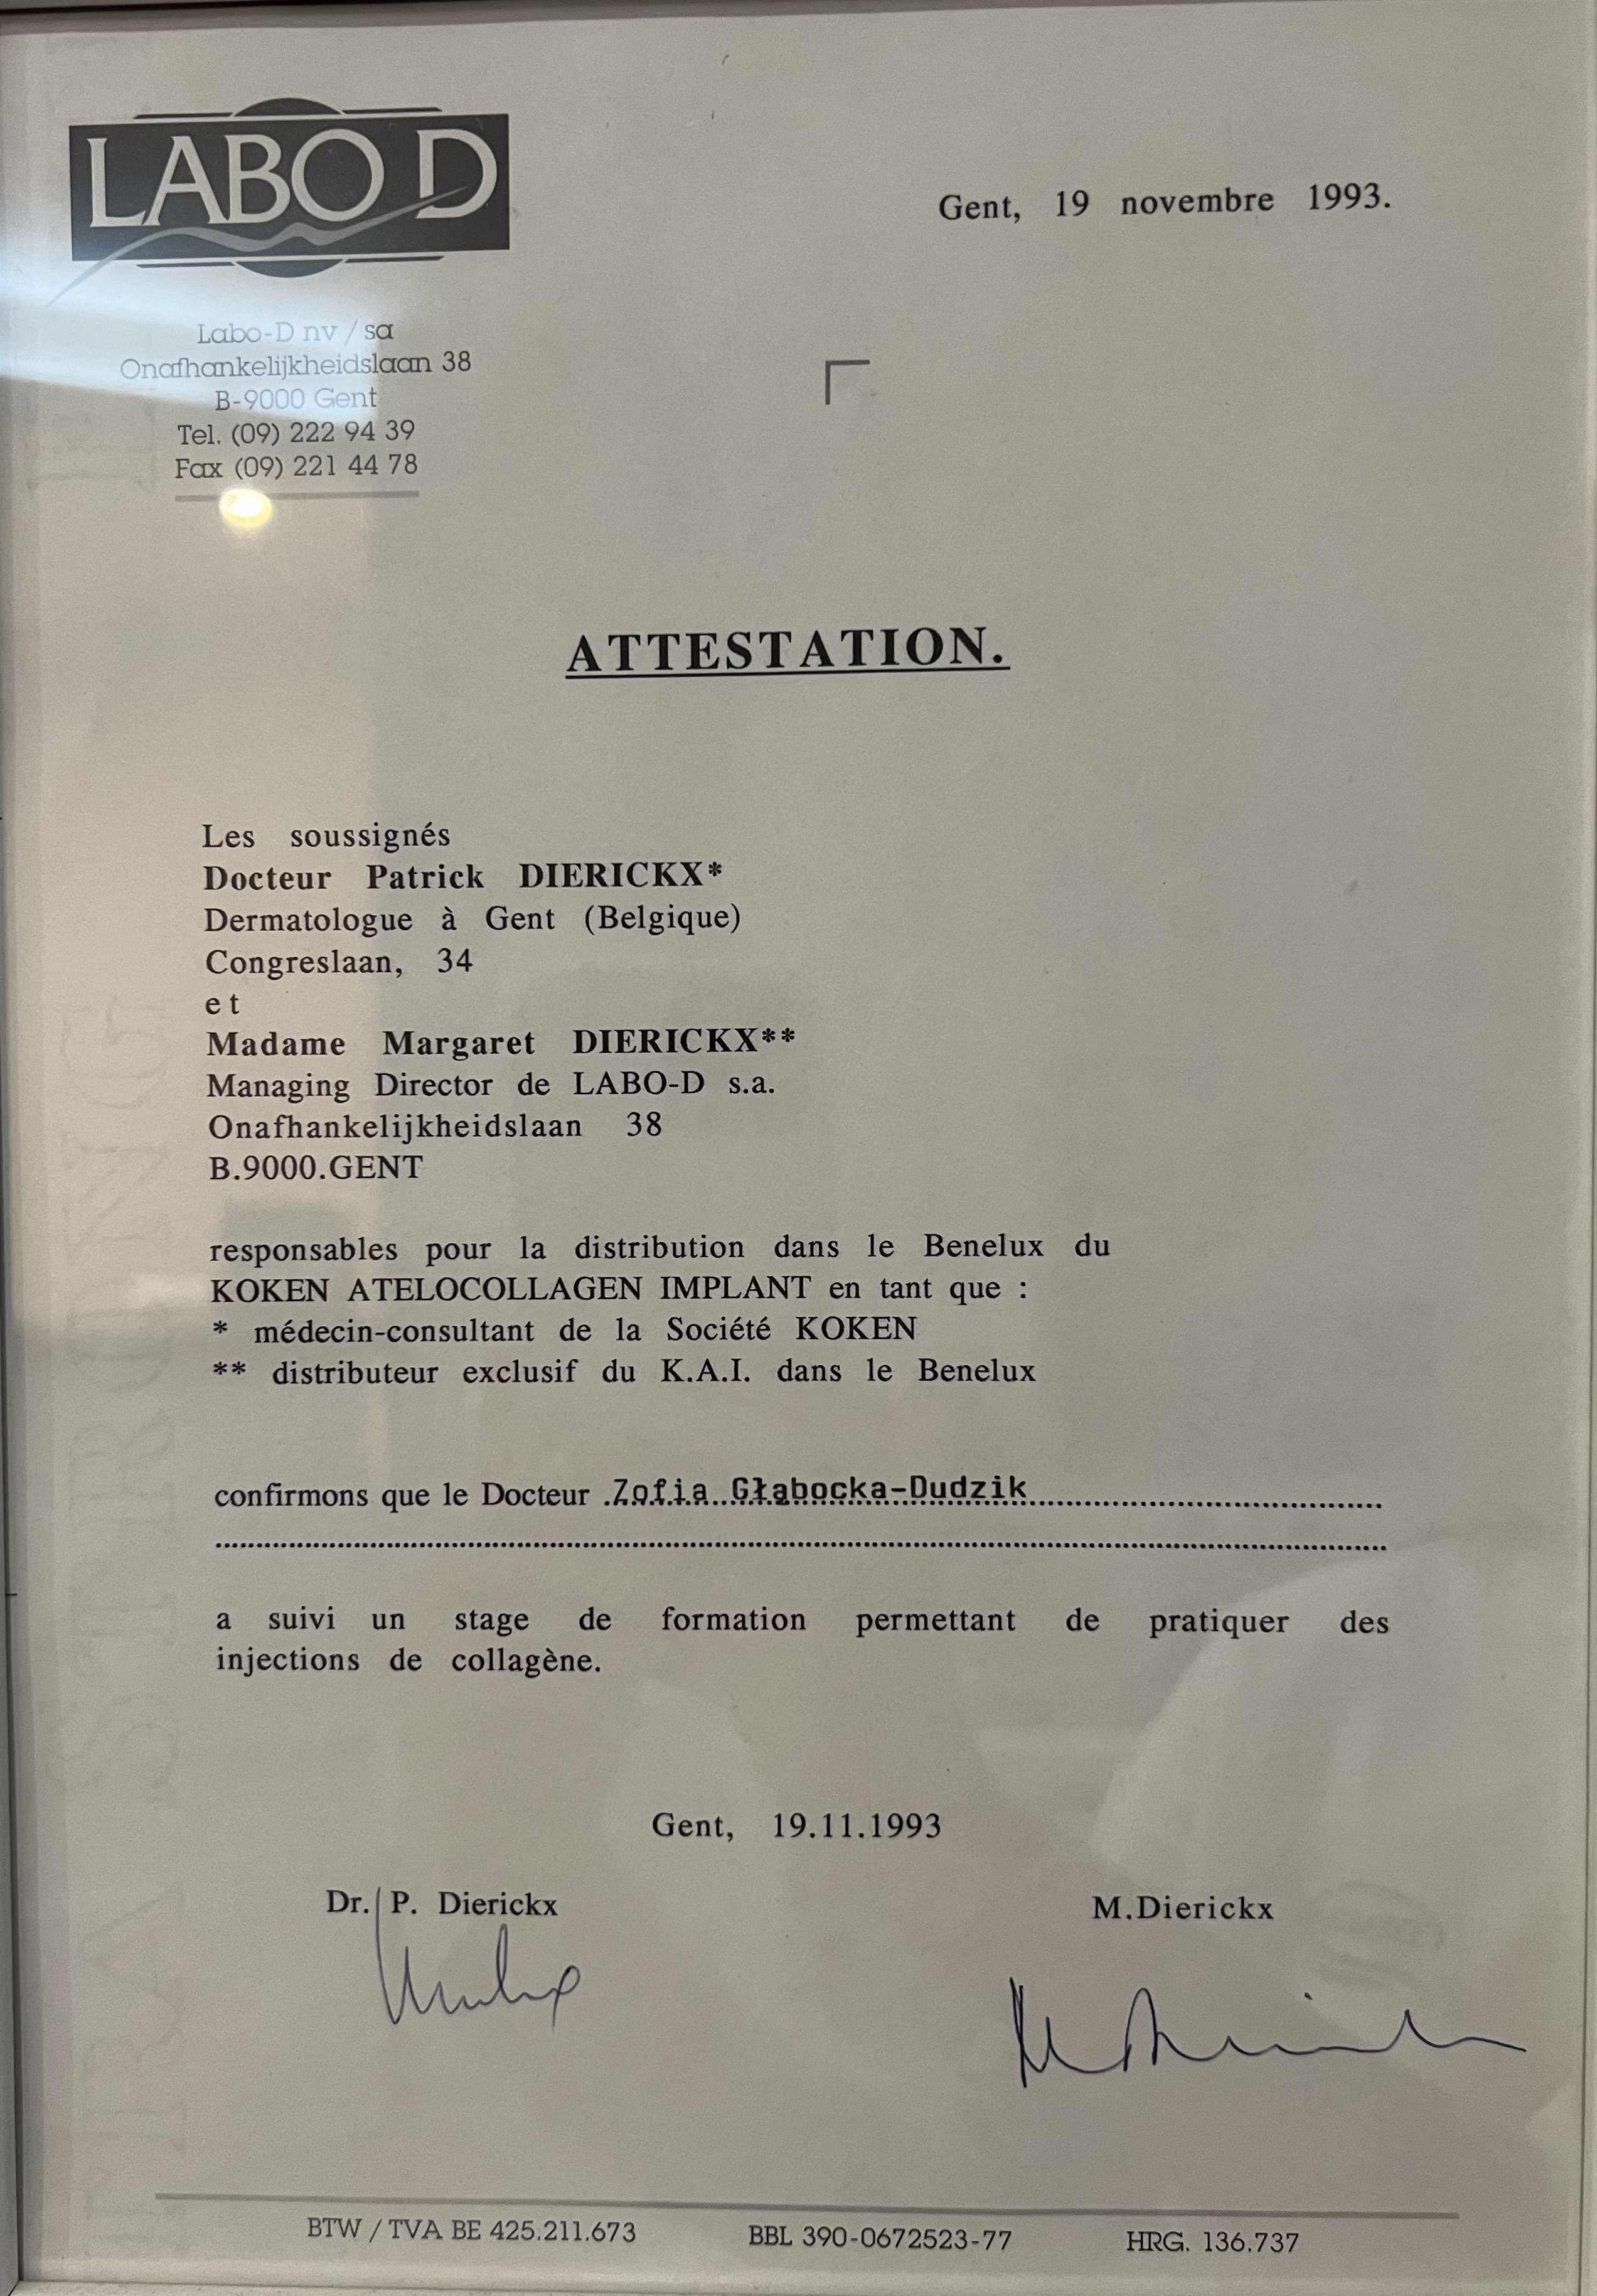 LABO D
Gent, 19 novembre 1993.
Labo-D nv / sa
Onafhankelijkheidslaan 38
B-9000 Gent
Tel. (09) 222 94 39
Fax (09) 221 44 78
ATTESTATION.
Les soussignés
Docteur Patrick DIERICKX*
Dermatologue à Gent (Belgique)
Congreslaan, 34
et
Madame Margaret DIERICKX**
Managing Director de LABO-D s.a.
Onafhankelijkheidslaan 38
B.9000.GENT
responsables pour la distribution dans le Benelux du
KOKEN ATELOCOLLAGEN IMPLANT en tant que :
* médecin-consultant de la Société KOKEN
** distributeur exclusif du K.A.I. dans le Benelux
confirmons que le Docteur Zofia Głabocka-Dudzik
a suivi un stage de formation permettant de pratiquer des
injections de collagène.
Gent, 19.11.1993
Dr. P. Dierickx
M.Dierickx
BTW / TVA BE 425.211.673
BBL 390-0672523-77
HRG. 136.737